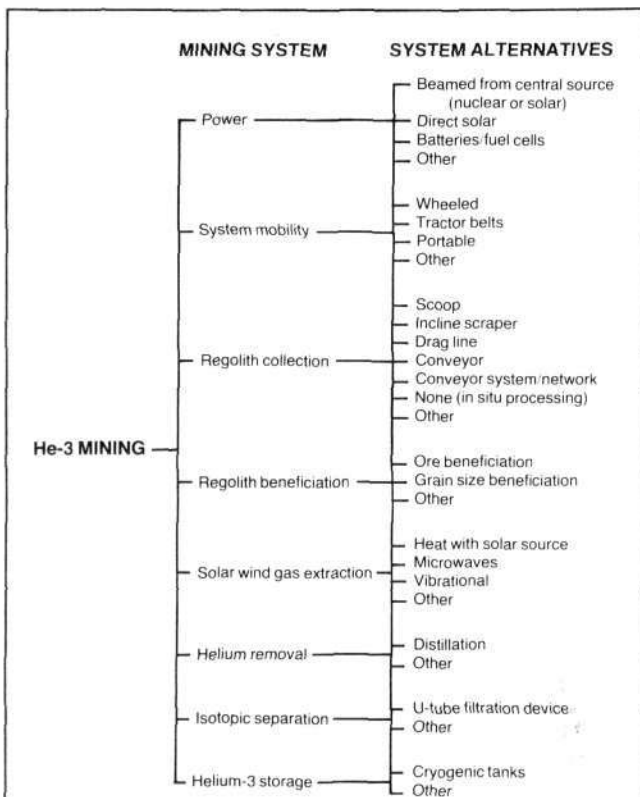 MINING SYSTEM
SYSTEM ALTERNATIVES
Beamed from central source
(nuclear or solar)
Power
Direct solar
Batteries/fuel cells
Other
Wheeled
Tractor belts
System mobility
Portable
Other
Scoop
Incline scraper
Drag line
Regolith collection
Conveyor
Conveyor system/network
None (in situ processing)
Other
He-3 MINING
Ore beneficiation
Regolith beneficiation
Grain size beneficiation
Other
Heat with solar source
Microwaves
Solar wind gas extraction
Vibrational
Other
Helium removal
Distillation
Other
Isotopic separation
U-tube filtration device
Other
Helium-3 storage
Cryogenic tanks
Other